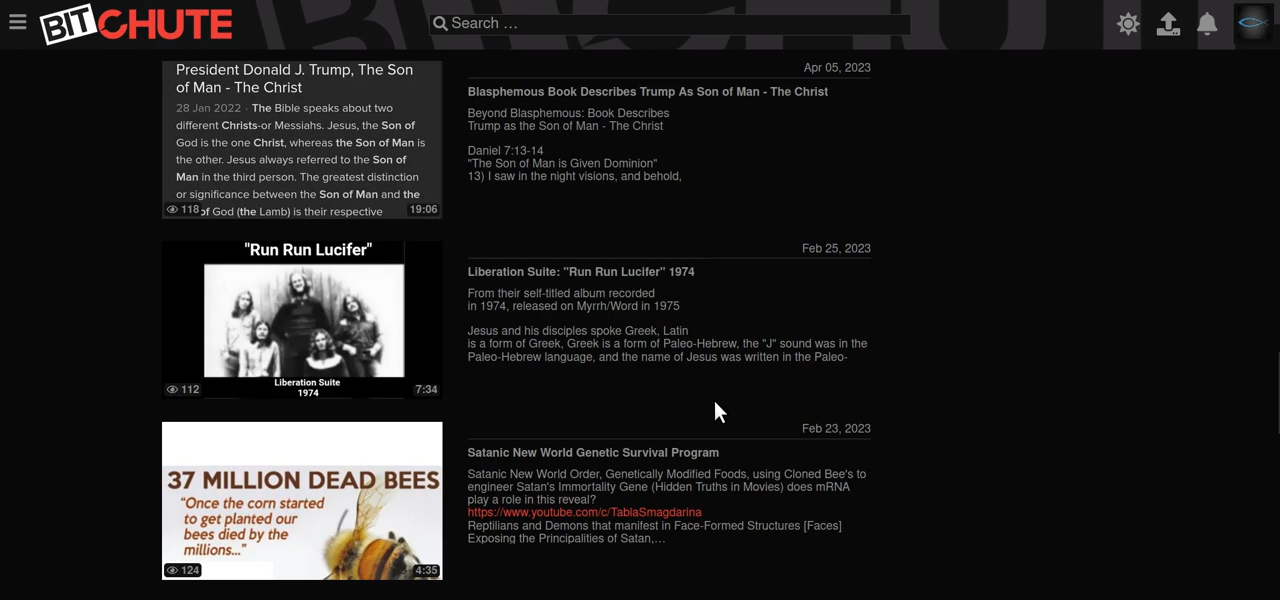 BITCHUTE
Search …
President Donald J. Trump, The Son
of Man - The Christ
28 Jan 2022 · The Bible speaks about two
different Christs-or Messiahs. Jesus, the Son of
God is the one Christ, whereas the Son of Man is
the other. Jesus always referred to the Son of
Man in the third person. The greatest distinction
or significance between the Son of Man and the
of God (the Lamb) is their respective
118
19:06
Apr 05, 2023
Blasphemous Book Describes Trump As Son of Man - The Christ
Beyond Blasphemous: Book Describes
Trump as the Son of Man - The Christ
Daniel 7:13-14
"The Son of Man is Given Dominion"
13) I saw in the night visions, and behold,
"Run Run Lucifer"
Liberation Suite
1974
112
7:34
Feb 25, 2023
Liberation Suite: "Run Run Lucifer" 1974
From their self-titled album recorded
in 1974, released on Myrrh/Word in 1975
Jesus and his disciples spoke Greek, Latin
is a form of Greek, Greek is a form of Paleo-Hebrew, the "J" sound was in the
Paleo-Hebrew language, and the name of Jesus was written in the Paleo-
37 MILLION DEAD BEES
"Once the corn started
to get planted our
bees died by the
millions..."
124
4:35
Feb 23, 2023
Satanic New World Genetic Survival Program
Satanic New World Order, Genetically Modified Foods, using Cloned Bee's to
engineer Satan's Immortality Gene (Hidden Truths in Movies) does mRNA
play a role in this reveal?
https://www.youtube.com/c/TablaSmagdarina
Reptilians and Demons that manifest in Face-Formed Structures [Faces]
Exposing the Principalities of Satan,…